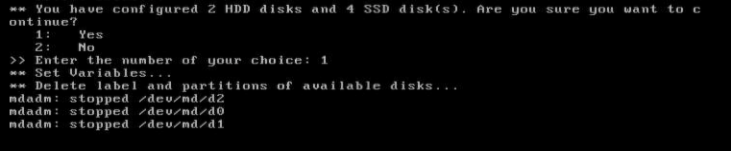 ** You have configured 2 HDD disks and 4 SSD disk(s). Are you sure you want to c
ontinue?
1: Yes
2: No
>> Enter the number of your choice: 1
** Set Variables...
** Delete label and partitions of available disks...
mdadm: stopped /dev/md/d2
mdadm: stopped /dev/md/d0
mdadm: stopped /dev/md/d1